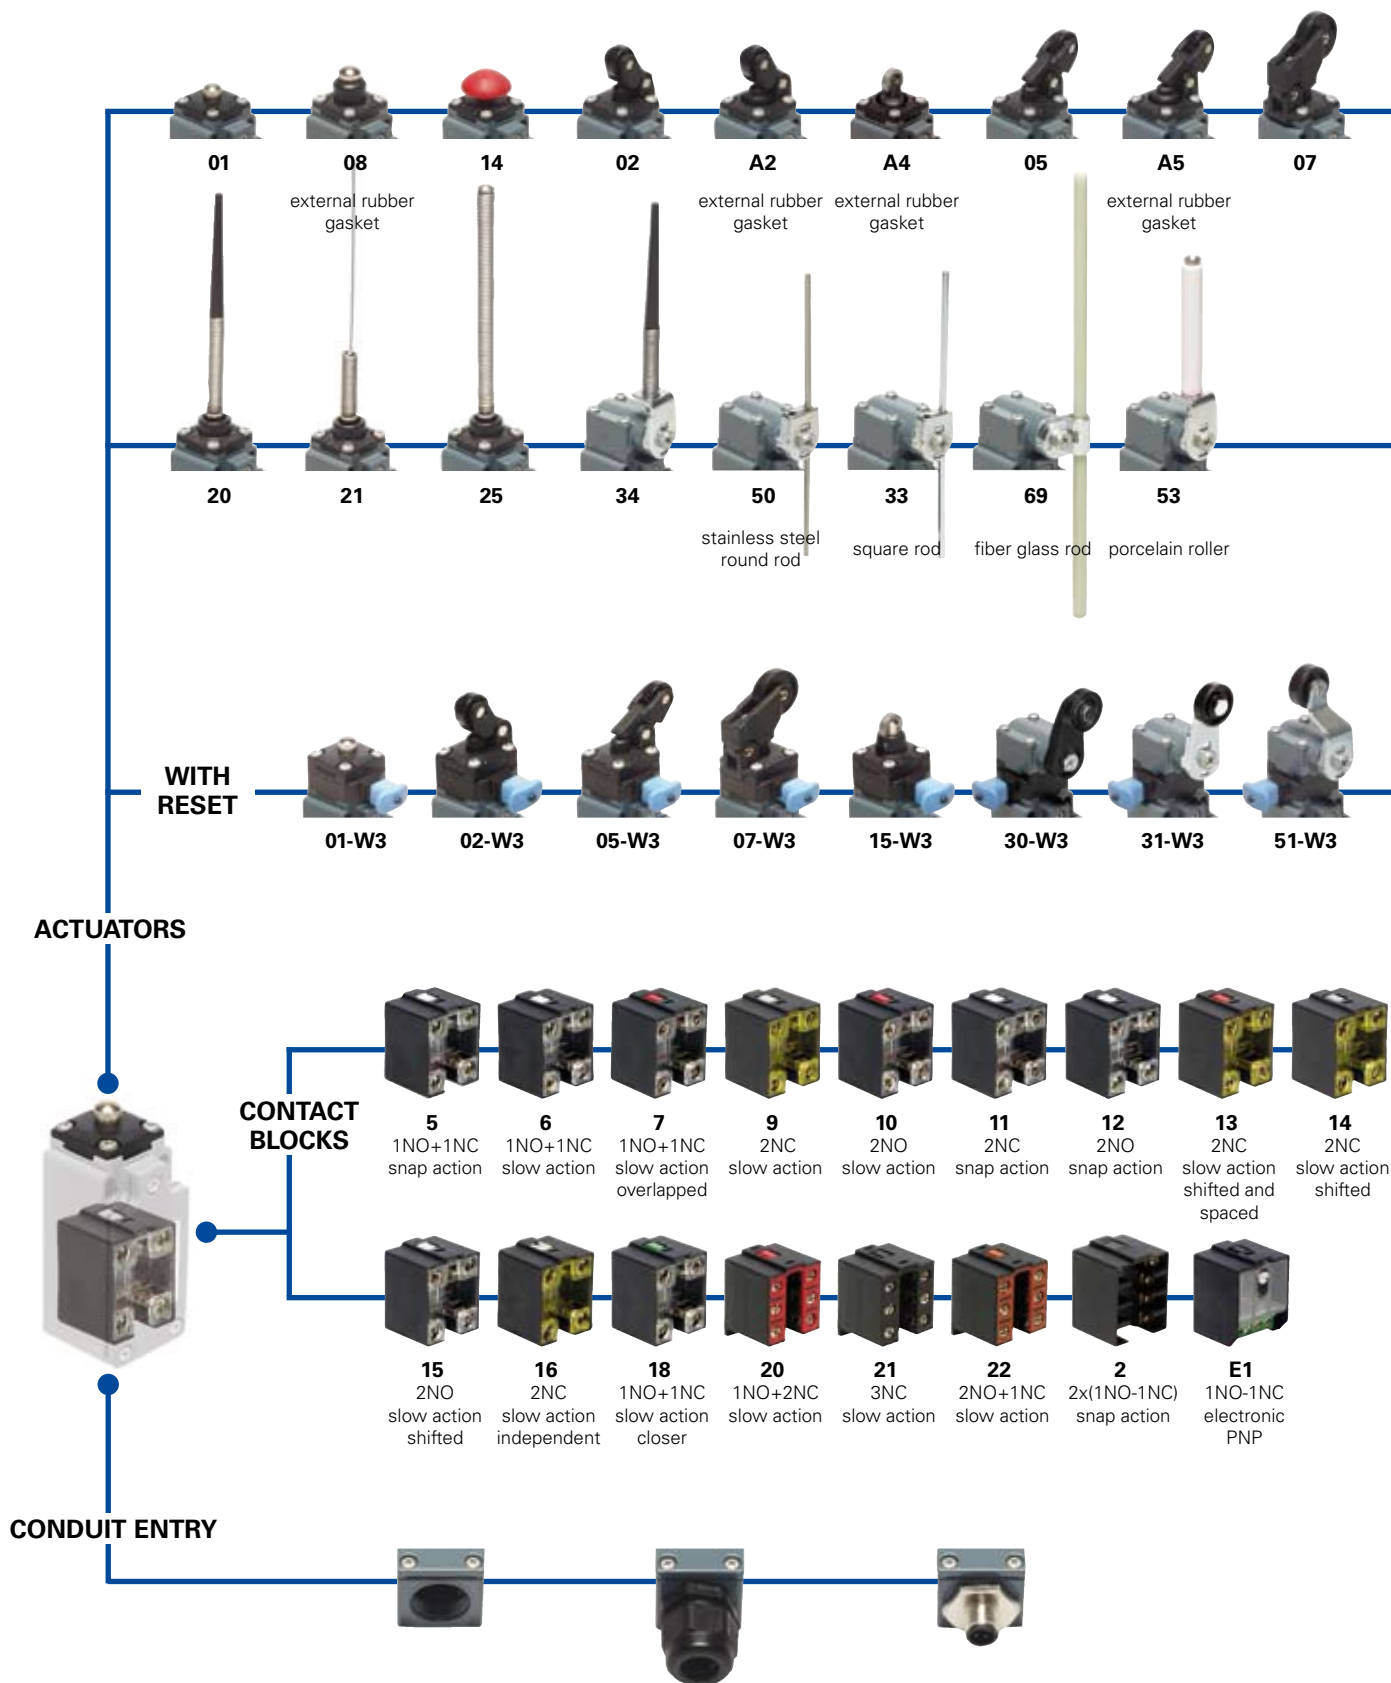 01
08
14
02
A2
A4
05
A5
07
external rubber
gasket
external rubber
gasket
external rubber
gasket
external rubber
gasket
20
21
25
34
50
33
69
53
stainless steel
round rod
square rod
fiber glass rod
porcelain roller
WITH
RESET
01-W3
02-W3
05-W3
07-W3
15-W3
30-W3
31-W3
51-W3
ACTUATORS
CONTACT
BLOCKS
5
1NO+1NC
snap action
6
1NO+1NC
slow action
7
1NO+1NC
slow action
overlapped
9
2NC
slow action
10
2NO
slow action
11
2NC
snap action
12
2NO
snap action
13
2NC
slow action
shifted and
spaced
14
2NC
slow action
shifted
15
2NO
slow action
shifted
16
2NC
slow action
independent
18
1NO+1NC
slow action
closer
20
1NO+2NC
slow action
21
3NC
slow action
22
2NO+1NC
slow action
2
2x(1NO-1NC)
snap action
E1
1NO-1NC
electronic
PNP
CONDUIT ENTRY